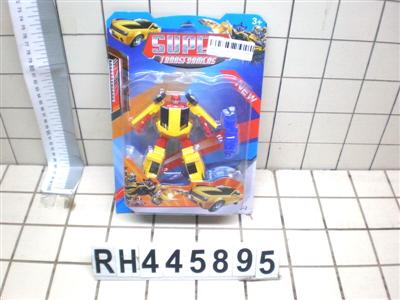 3+
SUPER
TRANSFORMERS
NEW
RH445895